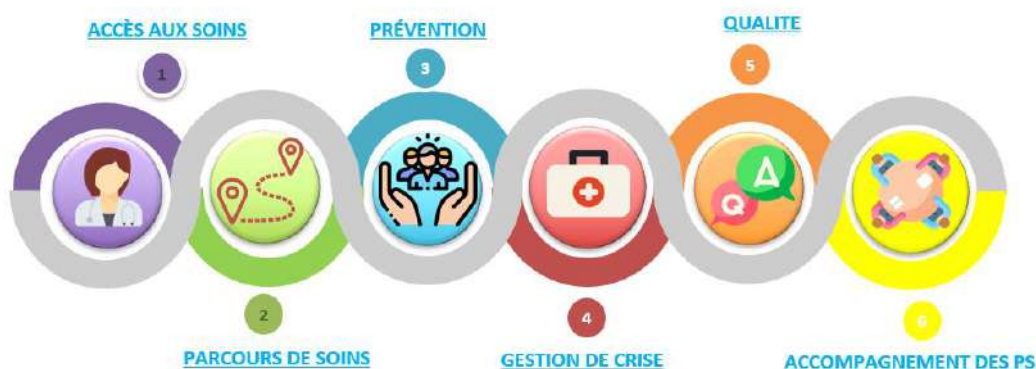 ACCÈS AUX SOINS
1
2
PARCOURS DE SOINS
PRÉVENTION
3
4
GESTION DE CRISE
QUALITE
5
Q
A
6
ACCOMPAGNEMENT DES PS